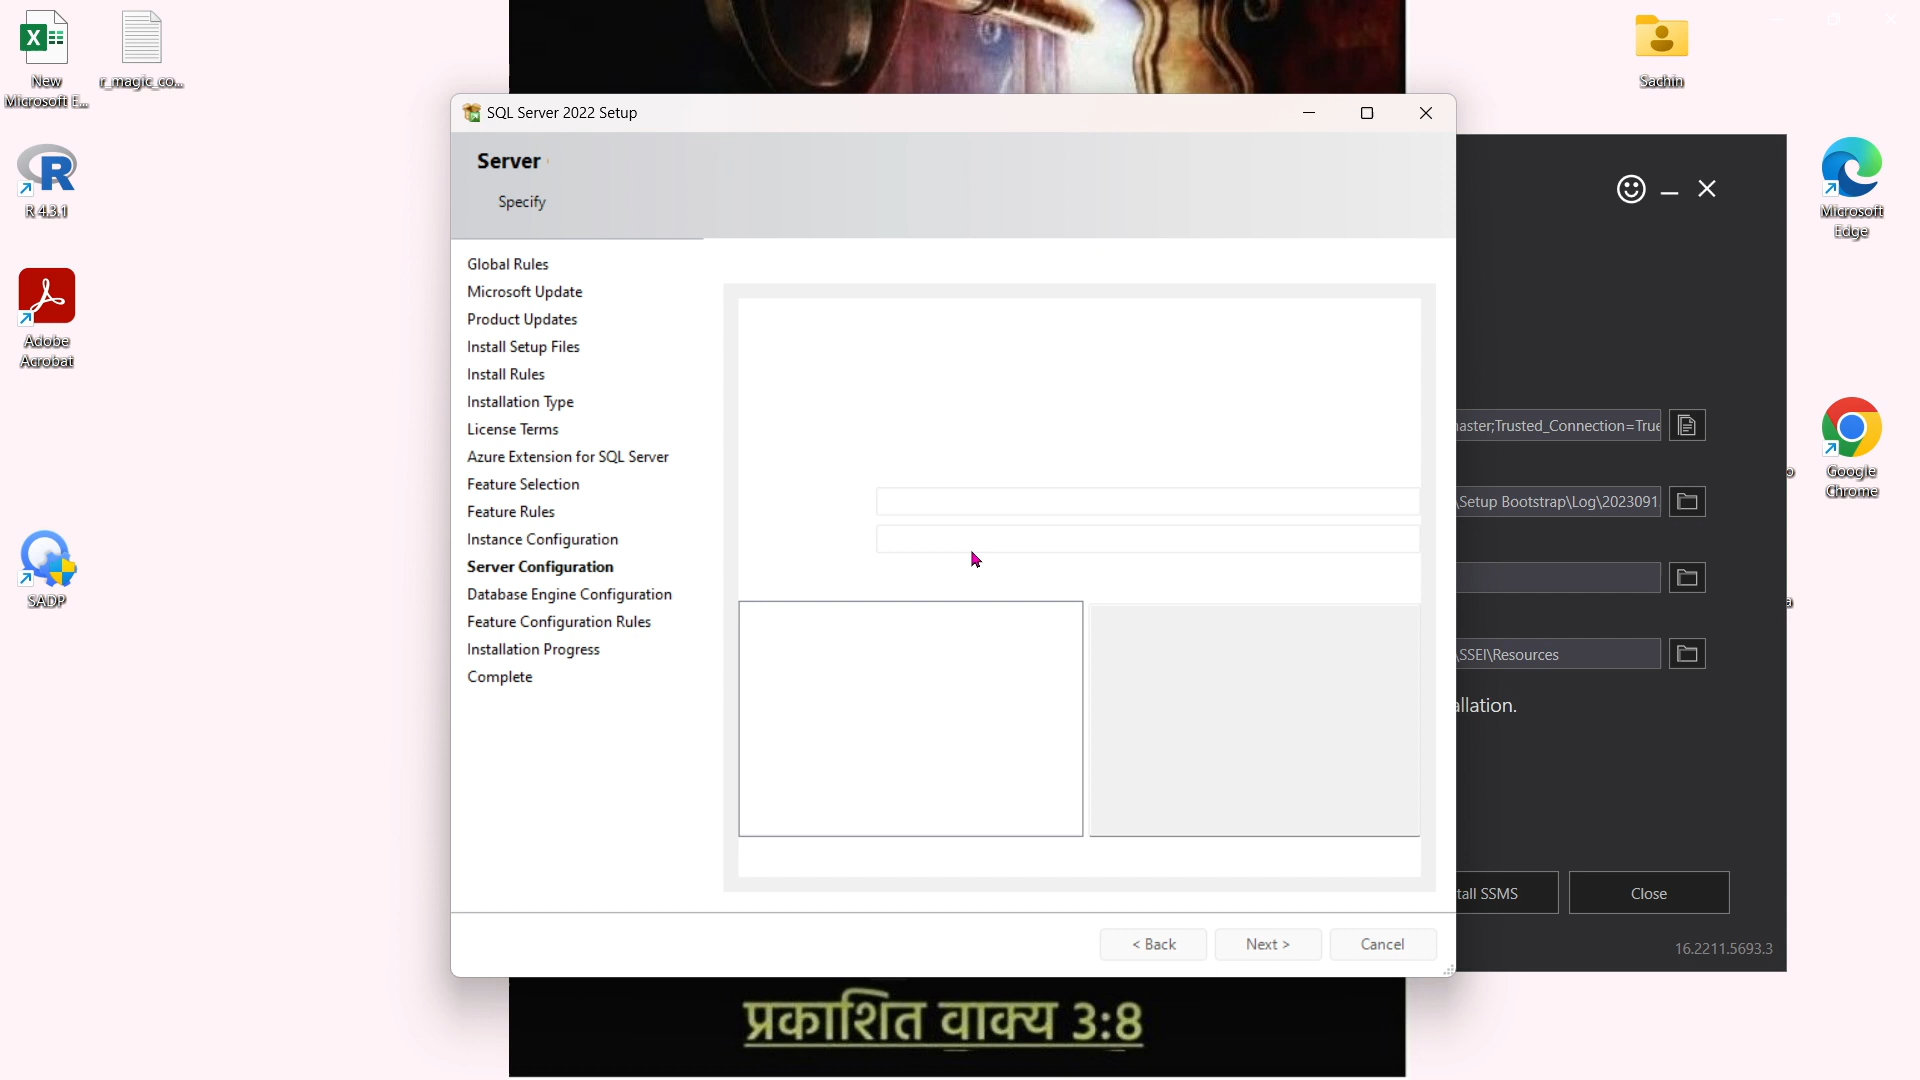 New
Microsoft E...
r_magic_co...
R 4.3.1
Adobe
Acrobat
SADP
SQL Server 2022 Setup
Server
Specify
Global Rules
Microsoft Update
Product Updates
Install Setup Files
Install Rules
Installation Type
License Terms
Azure Extension for SQL Server
Feature Selection
Feature Rules
Instance Configuration
Server Configuration
Database Engine Configuration
Feature Configuration Rules
Installation Progress
Complete
< Back
Next >
Cancel
aster;Trusted_Connection=True
\Setup Bootstrap\Log\2023091
\SSEI\Resources
allation.
tall SSMS
Close
16.2211.5693.3
Sachin
Microsoft
Edge
Google
Chrome
प्रकाशित वाक्य 3:8